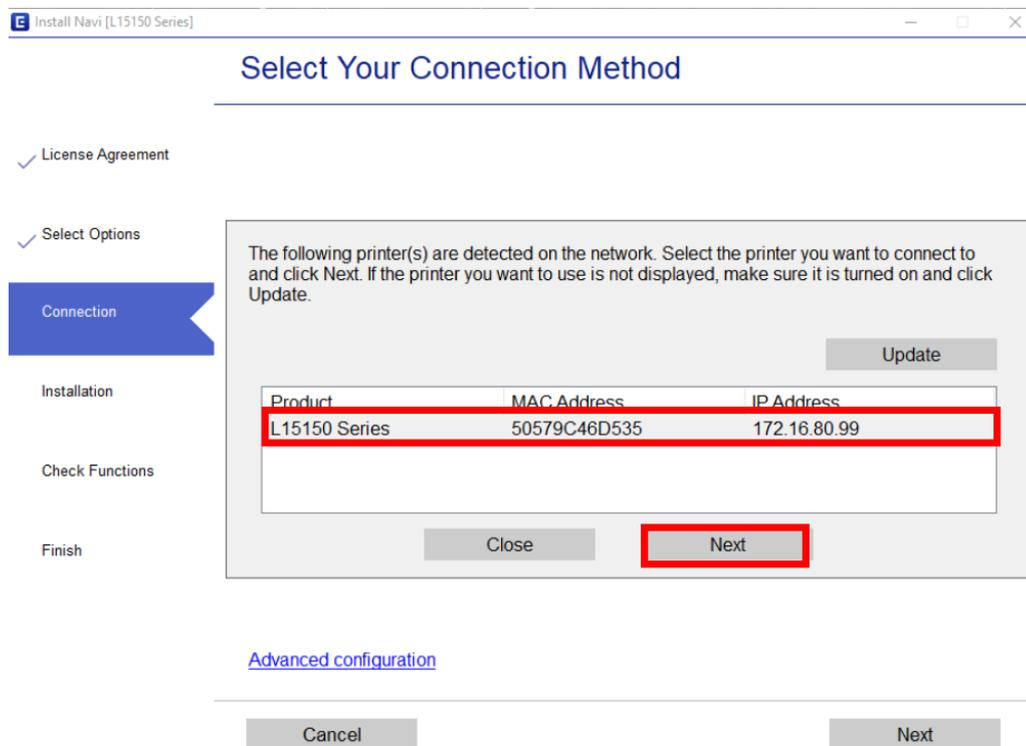 E Install Navi [L15150 Series]
Select Your Connection Method
License Agreement
Select Options
Connection
Installation
Check Functions
Finish
The following printer(s) are detected on the network. Select the printer you want to connect to
and click Next. If the printer you want to use is not displayed, make sure it is turned on and click
Update.
Update
Product MAC Address IP Address
L15150 Series 50579C46D535 172.16.80.99
Close Next
Advanced configuration
Cancel Next